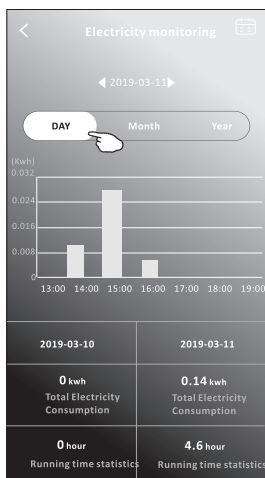 Electricity monitoring
2019-03-11
DAY Month Year
(Kwh)
0.032
0.024
0.016
0.008
0
13:00 14:00 15:00 16:00 17:00 18:00 19:00
2019-03-10 2019-03-11
0 kwh 0.14 kwh
Total Electricity Total Electricity
Consumption Consumption
0 hour 4.6 hour
Running time statistics Running time statistics